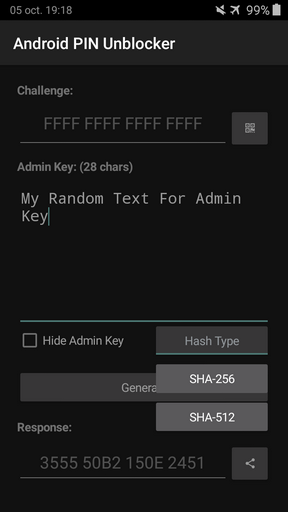 05 oct. 19:18
99%
Android PIN Unblocker
Challenge:
FFFF FFFF FFFF FFFF
Admin Key: (28 chars)
My Random Text For Admin
Key
Hide Admin Key
Hash Type
SHA-256
Genera
SHA-512
Response:
3555 50B2 150E 2451